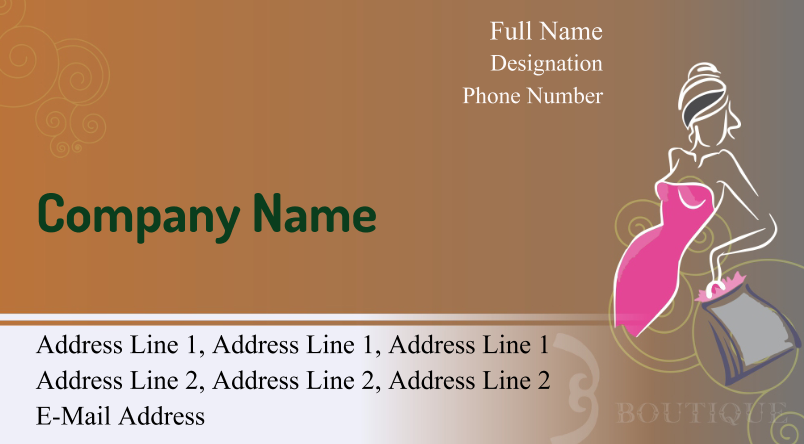 Full Name
Designation
Phone Number
Company Name
Address Line 1, Address Line 1, Address Line 1
Address Line 2, Address Line 2, Address Line 2
E-Mail Address
BOUTIQUE